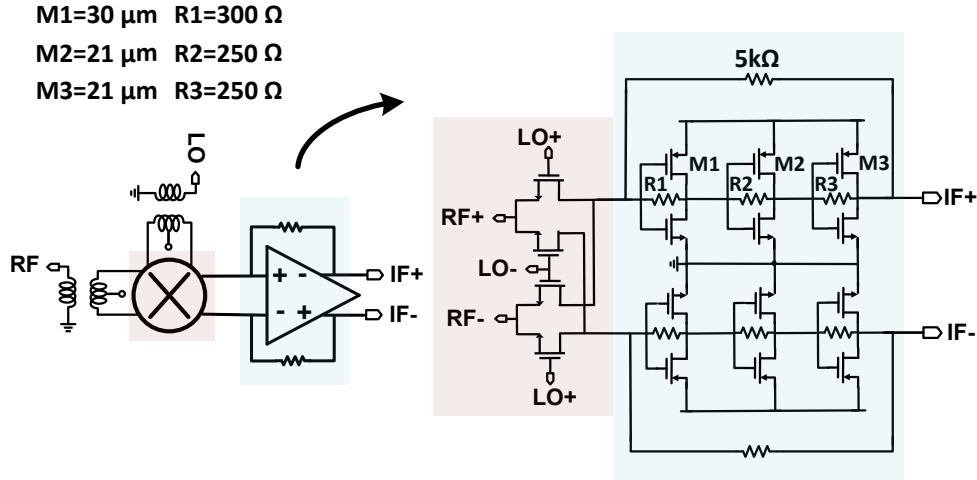 M1=30 µm R1=300 Ω
M2=21 µm R2=250 Ω
M3=21 µm R3=250 Ω
LO
RF
+ -
- +
IF+
IF-
5kΩ
LO+
RF+
LO-
RF-
LO+
M1
M2
M3
R1
R2
R3
IF+
IF-